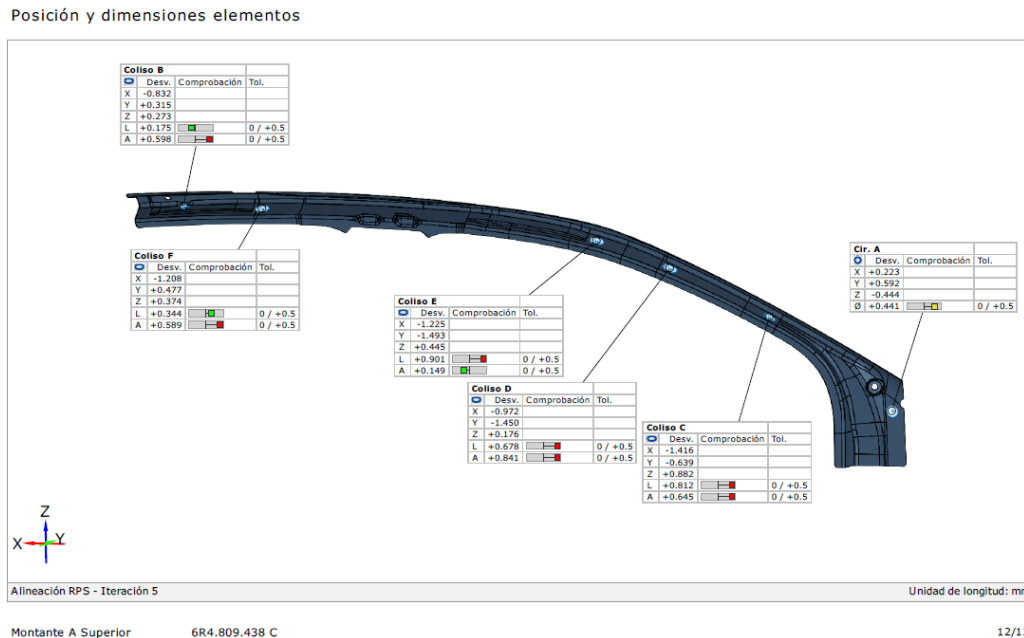 Posición y dimensiones elementos
Coliso B
Desv. Comprobación Tol.
X -0.832
Y +0.315
Z +0.273
L +0.175 0 / +0.5
A +0.598 0 / +0.5
Coliso F
Desv. Comprobación Tol.
X -1.208
Y +0.477
Z +0.374
L +0.344 0 / +0.5
A +0.589 0 / +0.5
Cir. A
Desv. Comprobación Tol.
X +0.223
Y +0.592
Z -0.444
Ø +0.441 0 / +0.5
Coliso E
Desv. Comprobación Tol.
X -1.225
Y -1.493
Z +0.445
L +0.901 0 / +0.5
A +0.149 0 / +0.5
Coliso D
Desv. Comprobación Tol.
X -0.972
Y -1.450
Z +0.176
L +0.678 0 / +0.5
A +0.841 0 / +0.5
Coliso C
Desv. Comprobación Tol.
X -1.416
Y -0.639
Z +0.882
L +0.812 0 / +0.5
A +0.645 0 / +0.5
Z
X Y
Alineación RPS - Iteración 5 Unidad de longitud:
Montante A Superior 6R4.809.438 C